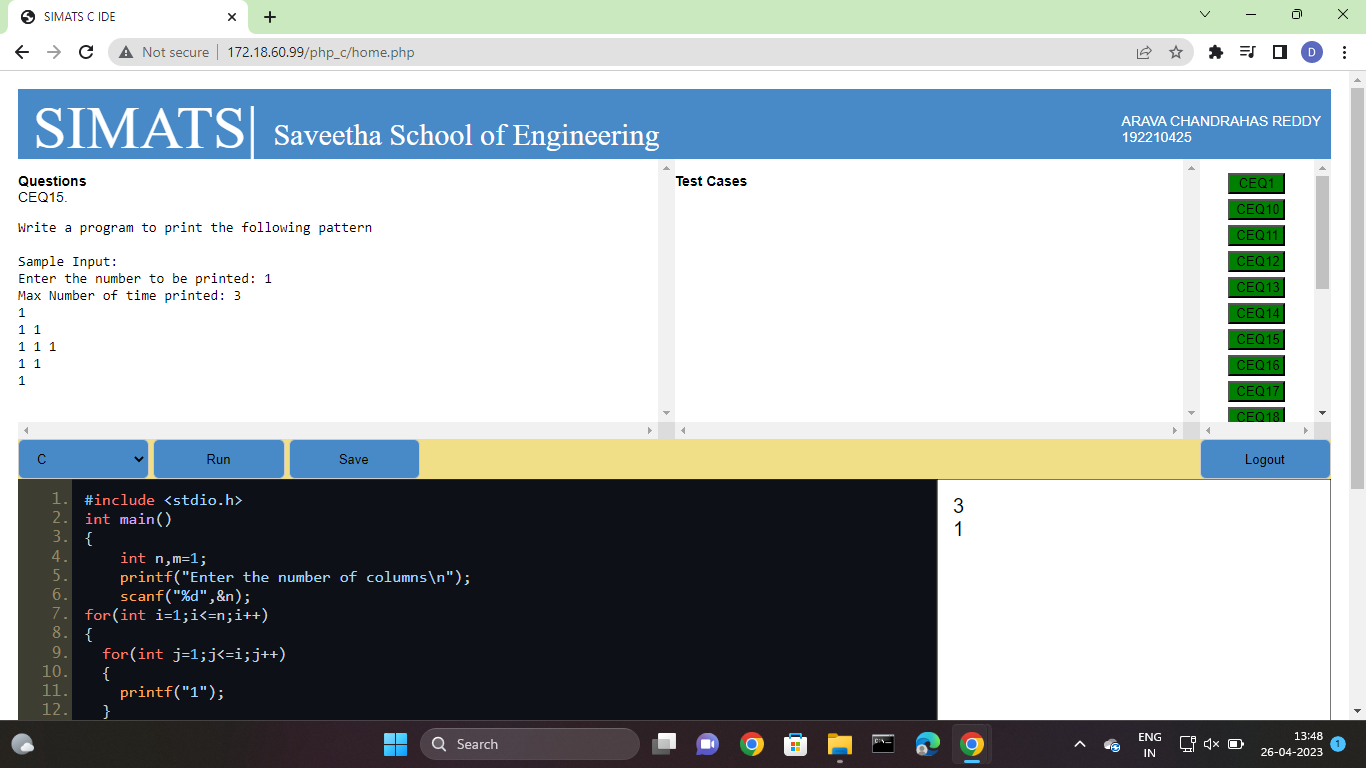 SIMATS C IDE
Not secure | 172.18.60.99/php_c/home.php
D
SIMATS| Saveetha School of Engineering
ARAVA CHANDRAHAS REDDY
192210425
Questions
CEQ15.
Write a program to print the following pattern
Sample Input:
Enter the number to be printed: 1
Max Number of time printed: 3
1
1 1
1 1 1
1 1
1
Test Cases
CEQ1
CEQ10
CEQ11
CEQ12
CEQ13
CEQ14
CEQ15
CEQ16
CEQ17
CEQ18
C
Run
Save
Logout
1. #include <stdio.h>
2. int main()
3. {
4. int n,m=1;
5. printf("Enter the number of columns\n");
6. scanf("%d",&n);
7. for(int i=1;i<=n;i++)
8. {
9. for(int j=1;j<=i;j++)
10. {
11. printf("1");
12. }
3
1
Search
ENG
IN
13:48
26-04-2023
1